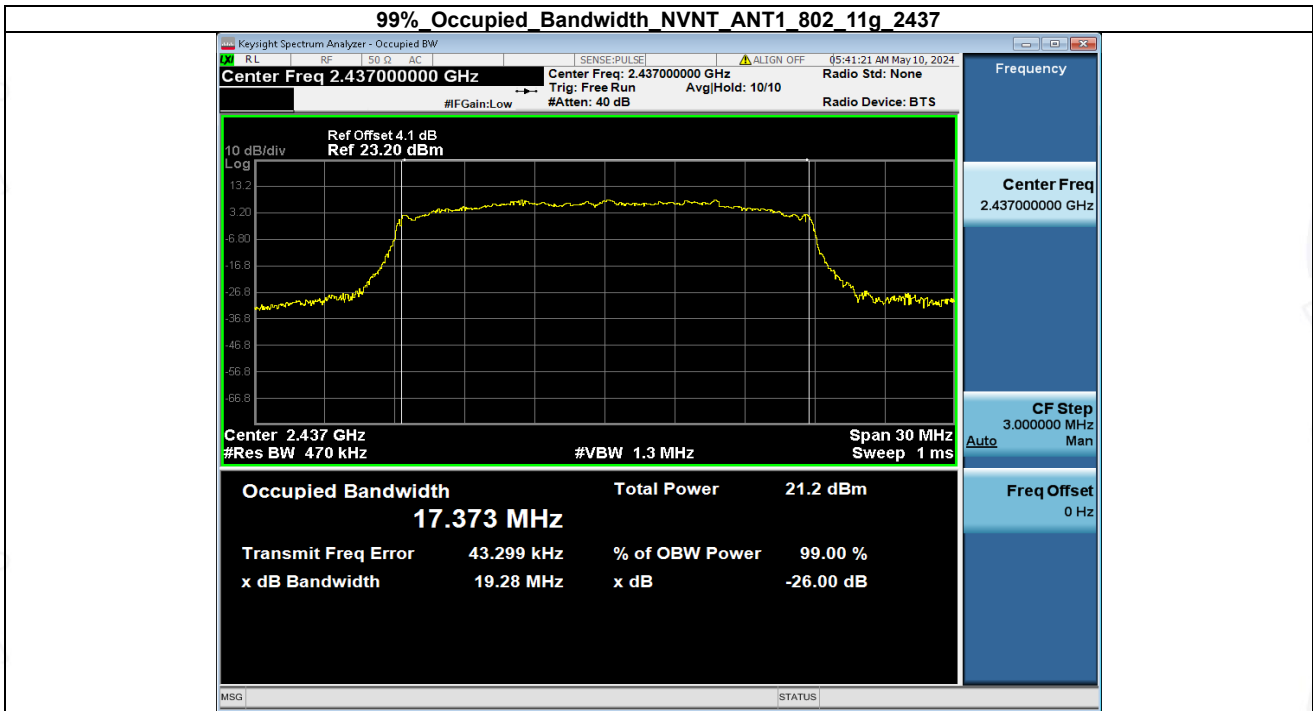 99%_Occupied_Bandwidth_NVNT_ANT1_802_11g_2437
Keysight Spectrum Analyzer - Occupied BW
LXI RL RF 50 Ω AC SENSE:PULSE ALIGN OFF 05:41:21 AM May 10, 2024
Center Freq 2.437000000 GHz Center Freq: 2.437000000 GHz Radio Std: None
Trig: Free Run Avg|Hold: 10/10
#IFGain:Low #Atten: 40 dB Radio Device: BTS
Ref Offset 4.1 dB
10 dB/div Ref 23.20 dBm
Log
13.2
3.20
-6.80
-16.8
-26.8
-36.8
-46.8
-56.8
-66.8
Center 2.437 GHz Span 30 MHz
#Res BW 470 kHz #VBW 1.3 MHz Sweep 1 ms
Occupied Bandwidth Total Power 21.2 dBm
17.373 MHz
Transmit Freq Error 43.299 kHz % of OBW Power 99.00 %
x dB Bandwidth 19.28 MHz x dB -26.00 dB
MSG STATUS
Frequency
Center Freq
2.437000000 GHz
CF Step
3.000000 MHz
Auto Man
Freq Offset
0 Hz